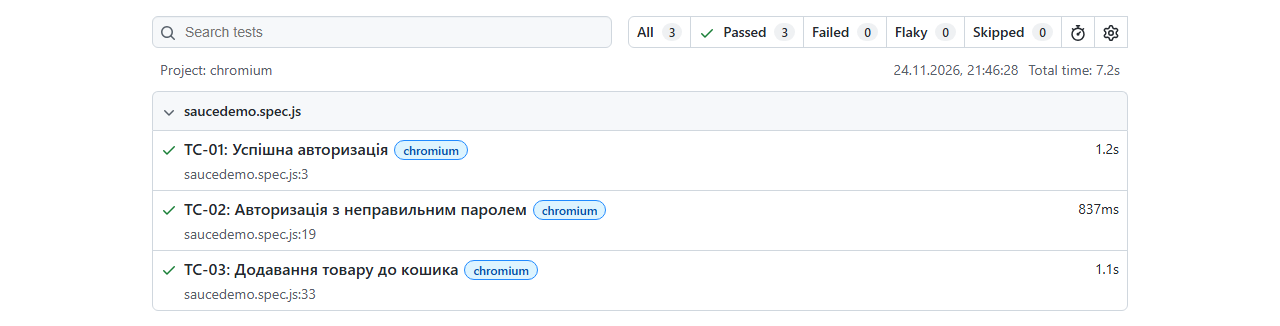 Search tests
All 3 Passed 3 Failed 0 Flaky 0 Skipped 0
Project: chromium
24.11.2026, 21:46:28 Total time: 7.2s
saucedemo.spec.js
TC-01: Успішна авторизація chromium 1.2s
saucedemo.spec.js:3
TC-02: Авторизація з неправильним паролем chromium 837ms
saucedemo.spec.js:19
TC-03: Додавання товару до кошика chromium 1.1s
saucedemo.spec.js:33